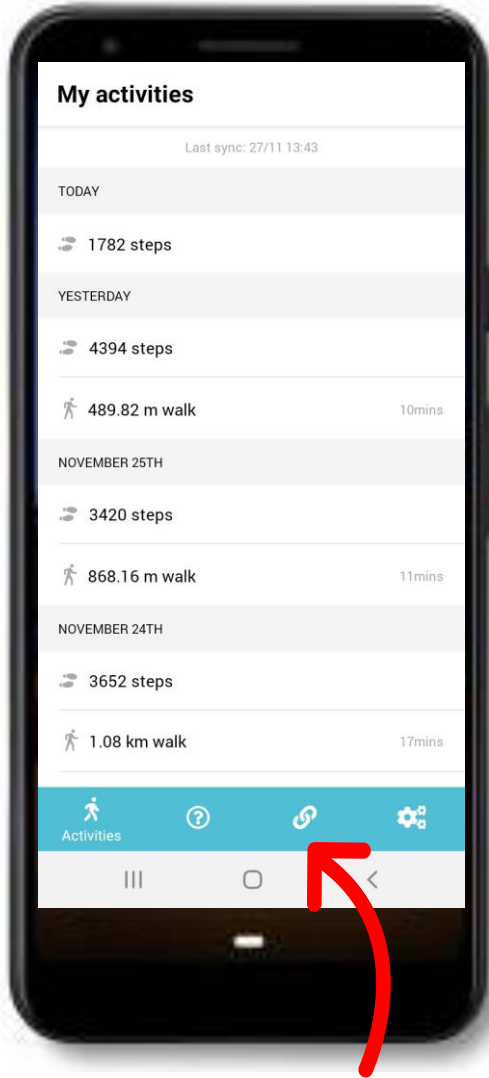 My activities
Last sync: 27/11 13:43
TODAY
1782 steps
YESTERDAY
4394 steps
489.82 m walk 10mins
NOVEMBER 25TH
3420 steps
868.16 m walk 11mins
NOVEMBER 24TH
3652 steps
1.08 km walk 17mins
Activities